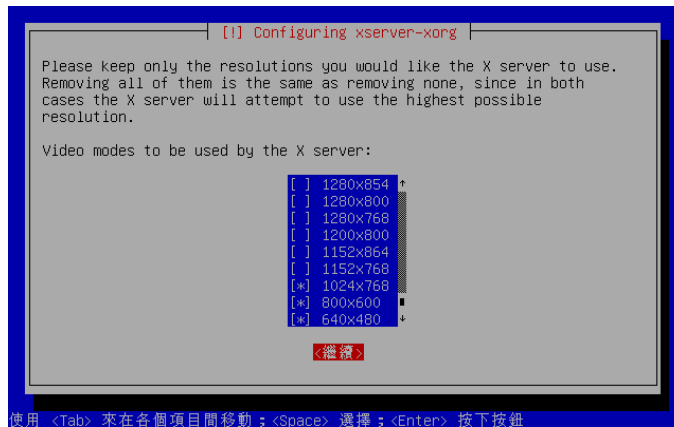 [!] Configuring xserver-xorg
Please keep only the resolutions you would like the X server to use.
Removing all of them is the same as removing none, since in both
cases the X server will attempt to use the highest possible
resolution.
Video modes to be used by the X server:
[ ] 1280x854 ↑
[ ] 1280x800
[ ] 1280x768
[ ] 1200x800
[ ] 1152x864
[ ] 1152x768
[*] 1024x768
[*] 800x600
[*] 640x480 ↓
<繼續>
使用 <Tab> 來在各個項目間移動；<Space> 選擇；<Enter> 按下按鈕